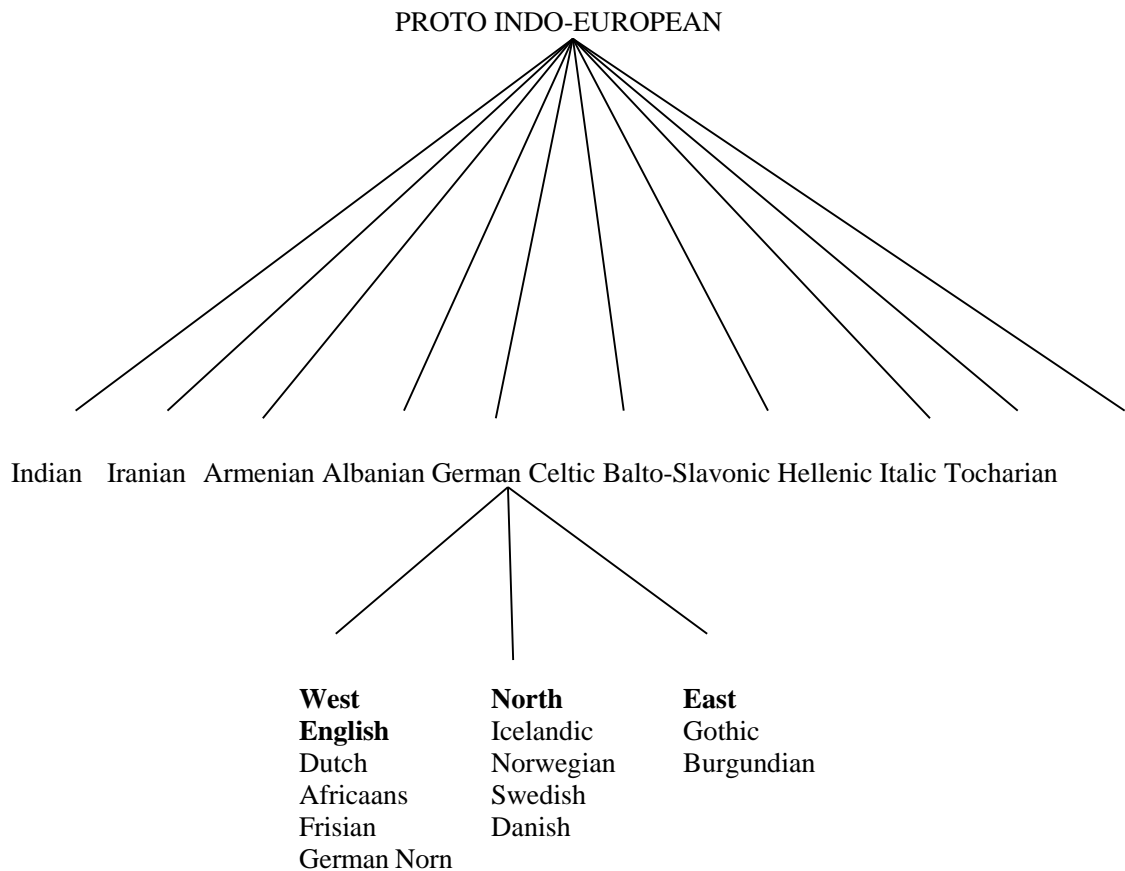 PROTO INDO-EUROPEAN
Indian Iranian Armenian Albanian German Celtic Balto-Slavonic Hellenic Italic Tocharian
West North East
English Icelandic Gothic
Dutch Norwegian Burgundian
Africaans Swedish
Frisian Danish
German Norn